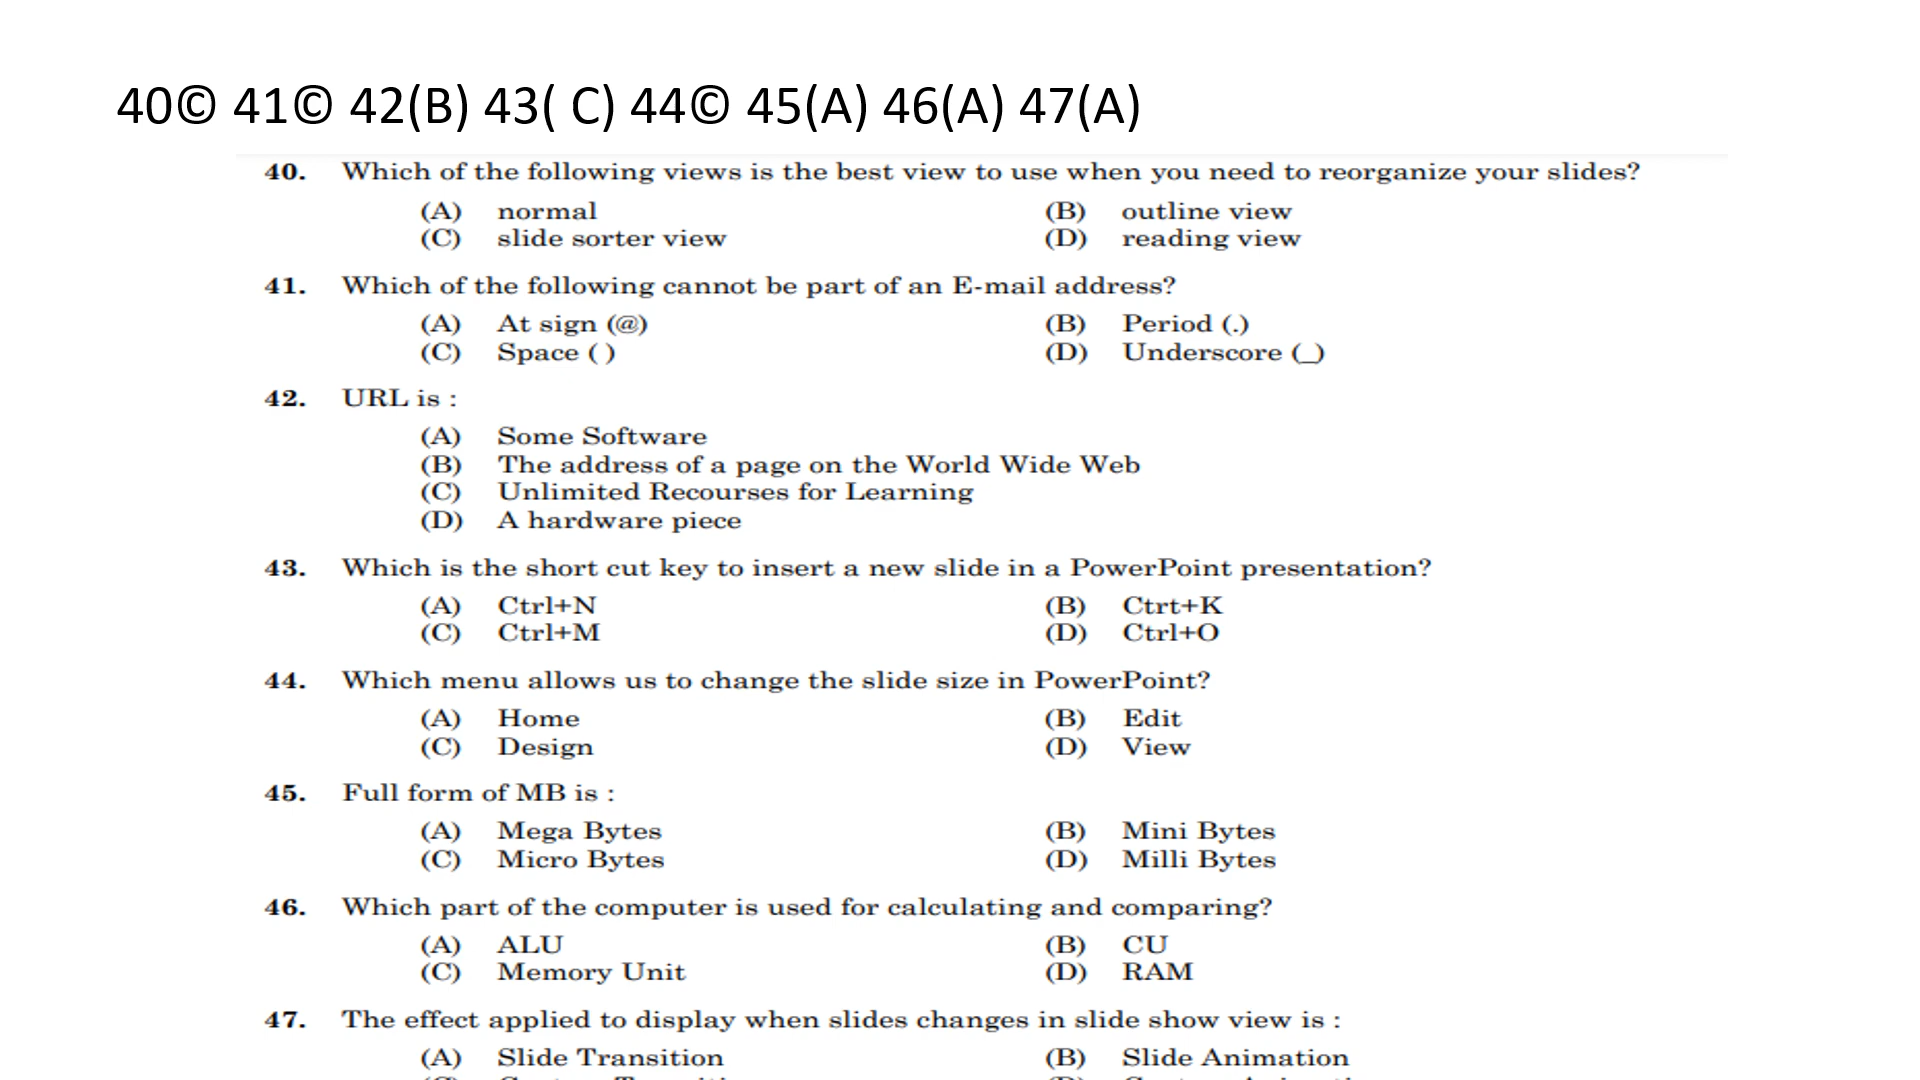 40© 41© 42(B) 43( C) 44© 45(A) 46(A) 47(A)
40. Which of the following views is the best view to use when you need to reorganize your slides?
(A) normal (B) outline view
(C) slide sorter view (D) reading view
41. Which of the following cannot be part of an E-mail address?
(A) At sign (@) (B) Period (.)
(C) Space ( ) (D) Underscore (_)
42. URL is :
(A) Some Software
(B) The address of a page on the World Wide Web
(C) Unlimited Recourses for Learning
(D) A hardware piece
43. Which is the short cut key to insert a new slide in a PowerPoint presentation?
(A) Ctrl+N (B) Ctrt+K
(C) Ctrl+M (D) Ctrl+O
44. Which menu allows us to change the slide size in PowerPoint?
(A) Home (B) Edit
(C) Design (D) View
45. Full form of MB is :
(A) Mega Bytes (B) Mini Bytes
(C) Micro Bytes (D) Milli Bytes
46. Which part of the computer is used for calculating and comparing?
(A) ALU (B) CU
(C) Memory Unit (D) RAM
47. The effect applied to display when slides changes in slide show view is :
(A) Slide Transition (B) Slide Animation